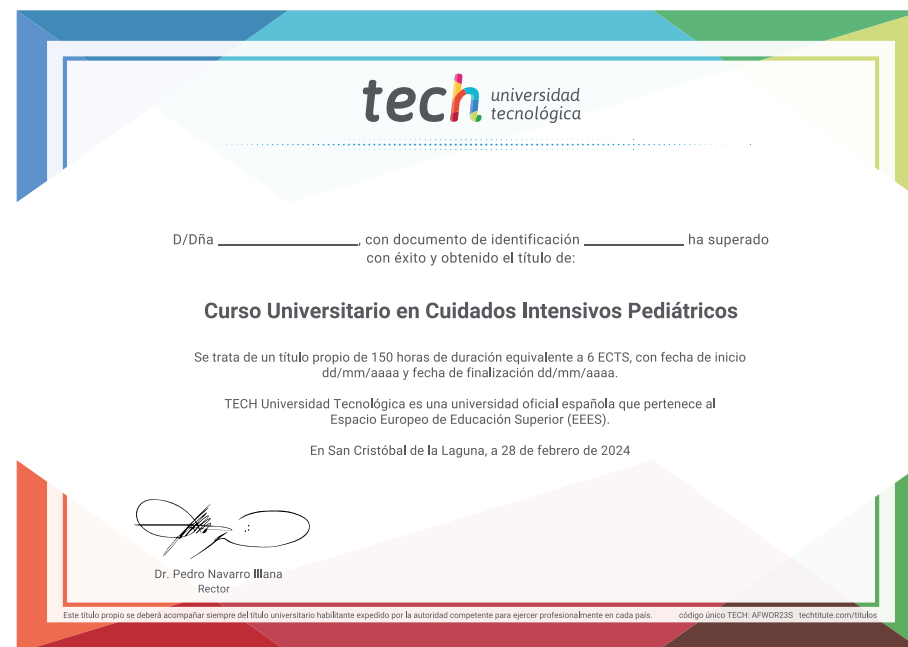 tech universidad
tecnológica
D/Dña ______________, con documento de identificación __________ ha superado
con éxito y obtenido el título de:
Curso Universitario en Cuidados Intensivos Pediátricos
Se trata de un título propio de 150 horas de duración equivalente a 6 ECTS, con fecha de inicio
dd/mm/aaaa y fecha de finalización dd/mm/aaaa.
TECH Universidad Tecnológica es una universidad oficial española que pertenece al
Espacio Europeo de Educación Superior (EEES).
En San Cristóbal de la Laguna, a 28 de febrero de 2024
Dr. Pedro Navarro Illana
Rector
Este título propio se deberá acompañar siempre del título universitario habilitante expedido por la autoridad competente para ejercer profesionalmente en cada país. código único TECH: AFWOR23S techtitute.com/titulos